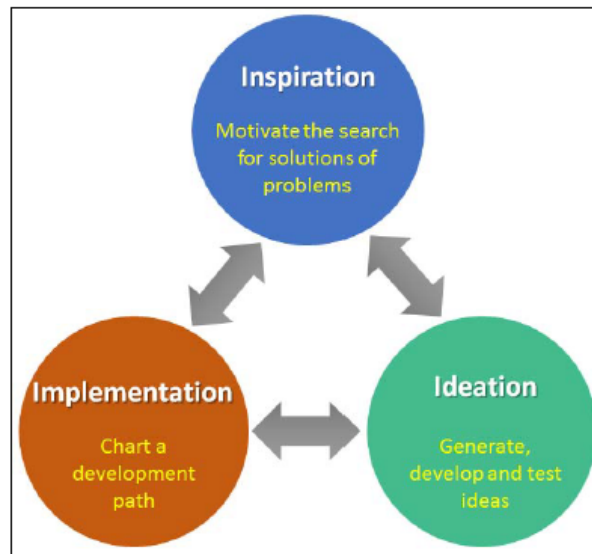 Inspiration
Motivate the search
for solutions of
problems
Implementation
Chart a
development
path
Ideation
Generate,
develop and test
ideas